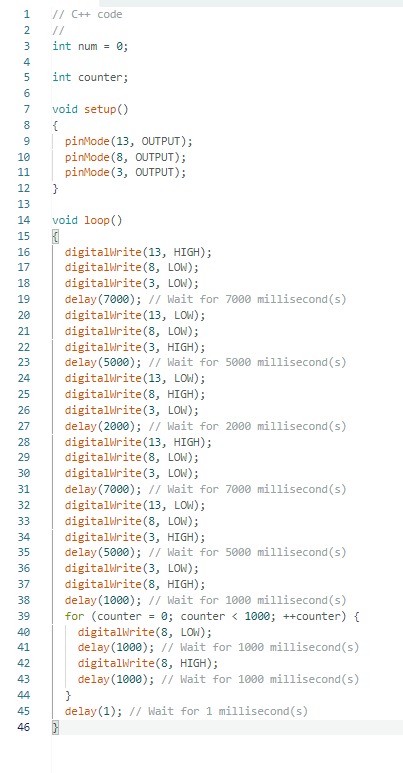 1 // C++ code
2 //
3 int num = 0;
4
5 int counter;
6
7 void setup()
8 {
9 pinMode(13, OUTPUT);
10 pinMode(8, OUTPUT);
11 pinMode(3, OUTPUT);
12 }
13
14 void loop()
15 {
16 digitalWrite(13, HIGH);
17 digitalWrite(8, LOW);
18 digitalWrite(3, LOW);
19 delay(7000); // Wait for 7000 millisecond(s)
20 digitalWrite(13, LOW);
21 digitalWrite(8, LOW);
22 digitalWrite(3, HIGH);
23 delay(5000); // Wait for 5000 millisecond(s)
24 digitalWrite(13, LOW);
25 digitalWrite(8, HIGH);
26 digitalWrite(3, LOW);
27 delay(2000); // Wait for 2000 millisecond(s)
28 digitalWrite(13, HIGH);
29 digitalWrite(8, LOW);
30 digitalWrite(3, LOW);
31 delay(7000); // Wait for 7000 millisecond(s)
32 digitalWrite(13, LOW);
33 digitalWrite(8, LOW);
34 digitalWrite(3, HIGH);
35 delay(5000); // Wait for 5000 millisecond(s)
36 digitalWrite(3, LOW);
37 digitalWrite(8, HIGH);
38 delay(1000); // Wait for 1000 millisecond(s)
39 for (counter = 0; counter < 1000; ++counter) {
40 digitalWrite(8, LOW);
41 delay(1000); // Wait for 1000 millisecond(s)
42 digitalWrite(8, HIGH);
43 delay(1000); // Wait for 1000 millisecond(s)
44 }
45 delay(1); // Wait for 1 millisecond(s)
46 }